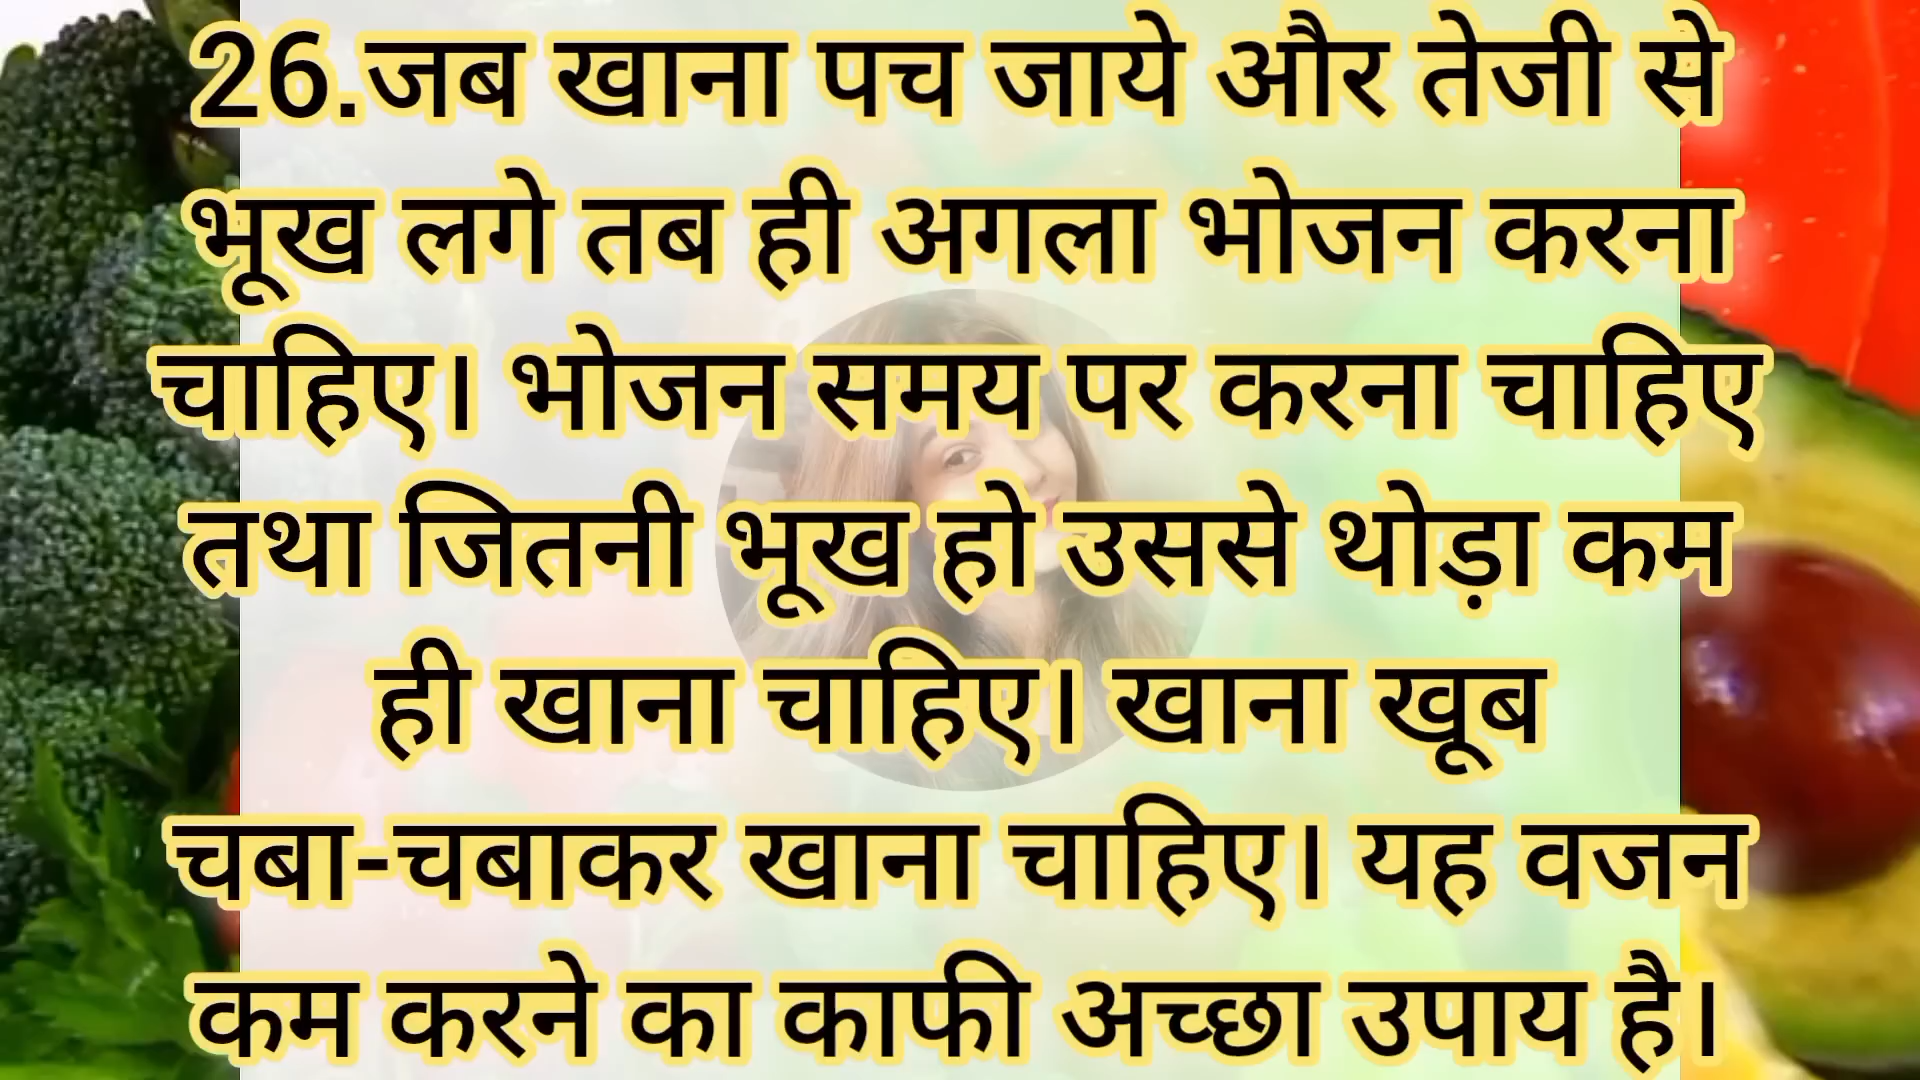 26.जब खाना पच जाये और तेजी से
भूख लगे तब ही अगला भोजन करना
चाहिए। भोजन समय पर करना चाहिए
तथा जितनी भूख हो उससे थोड़ा कम
ही खाना चाहिए। खाना खूब
चबा-चबाकर खाना चाहिए। यह वजन
कम करने का काफी अच्छा उपाय है।